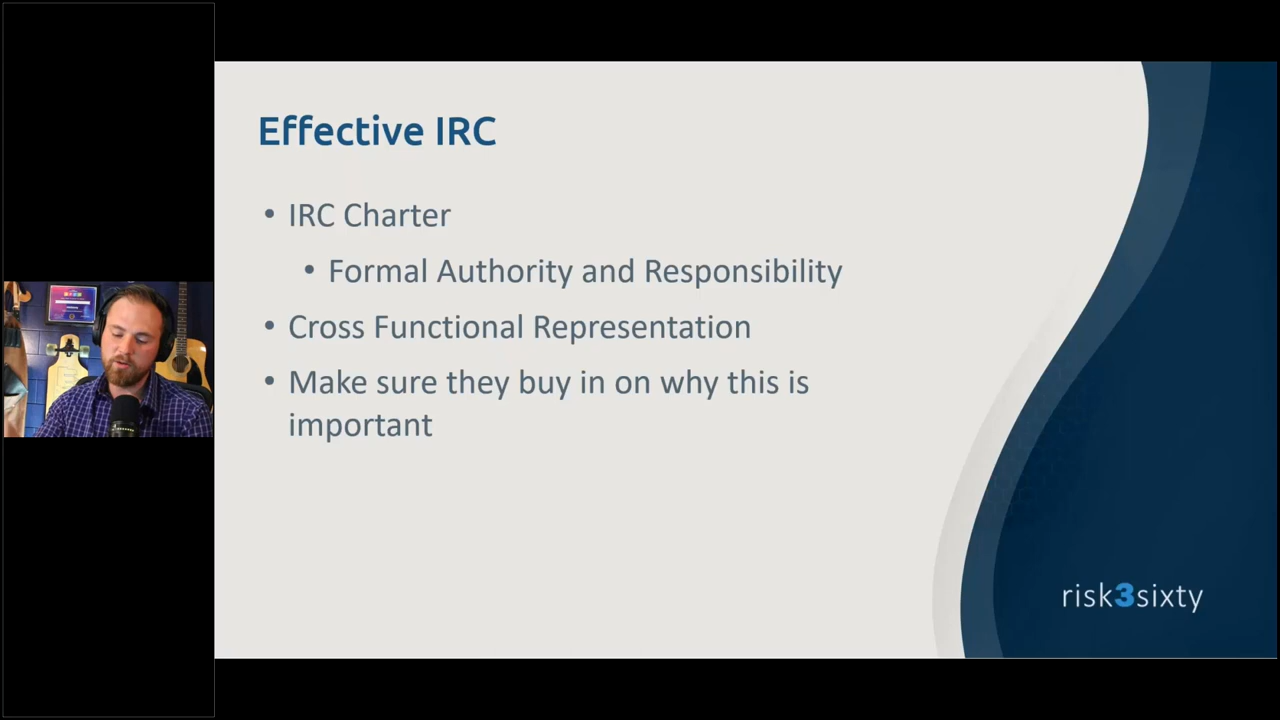 Effective IRC
• IRC Charter
• Formal Authority and Responsibility
• Cross Functional Representation
• Make sure they buy in on why this is
important
risk3sixty